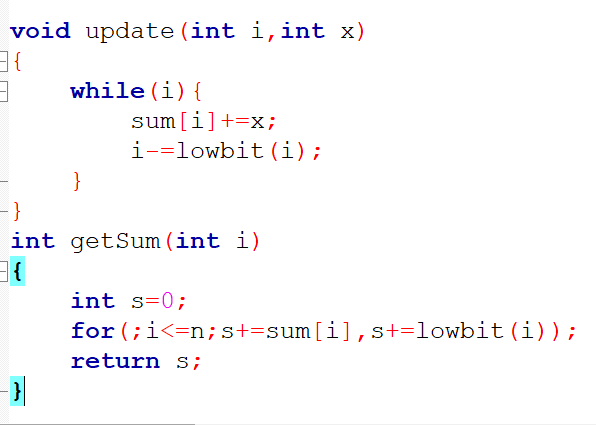 void update(int i,int x)
{
    while(i){
        sum[i]+=x;
        i-=lowbit(i);
    }
}
int getSum(int i)
{
    int s=0;
    for(;i<=n;s+=sum[i],s+=lowbit(i));
    return s;
}